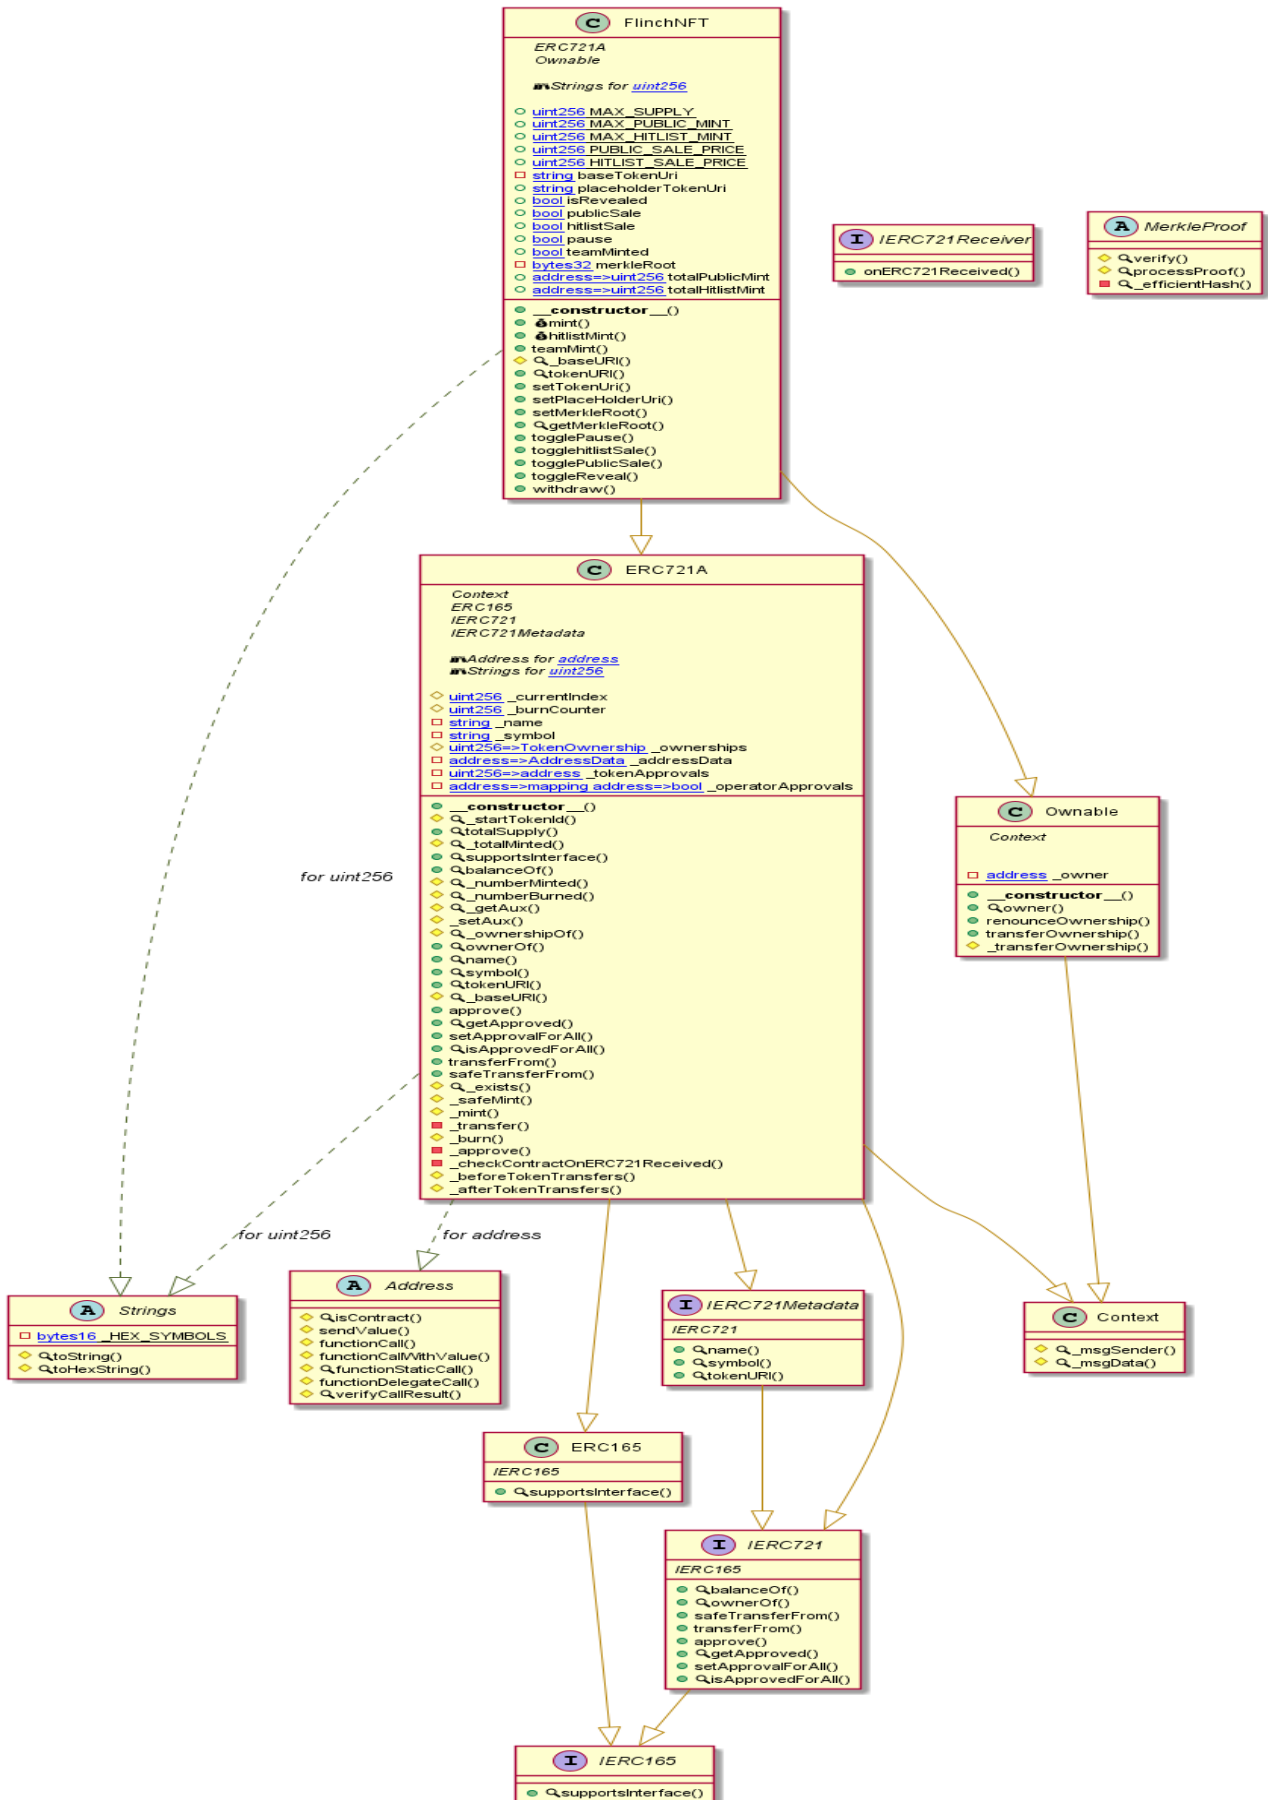 C FlinchNFT
ERC721A
Ownable
Strings for uint256
uint256 MAX_SUPPLY
uint256 MAX_PUBLIC_MINT
uint256 MAX_HITLIST_MINT
uint256 PUBLIC_SALE_PRICE
uint256 HITLIST_SALE_PRICE
string baseTokenUri
string placeholderTokenUri
bool isRevealed
bool publicSale
bool hitlistSale
bool pause
bool teamMinted
bytes32 merkleRoot
address=>uint256 totalPublicMint
address=>uint256 totalHitlistMint
__constructor__()
mint()
hitlistMint()
teamMint()
_baseURI()
tokenURI()
setTokenUri()
setPlaceHolderUri()
setMerkleRoot()
getMerkleRoot()
togglePause()
togglehitlistSale()
togglePublicSale()
toggleReveal()
withdraw()
I IERC721Receiver
onERC721Received()
A MerkleProof
verify()
processProof()
_efficientHash()
C ERC721A
Context
ERC165
IERC721
IERC721Metadata
Address for address
Strings for uint256
uint256 _currentIndex
uint256 _burnCounter
string _name
string _symbol
uint256=>TokenOwnership _ownerships
address=>AddressData _addressData
uint256=>address _tokenApprovals
address=>mapping address=>bool _operatorApprovals
__constructor__()
_startTokenId()
totalSupply()
_totalMinted()
supportsInterface()
balanceOf()
_numberMinted()
_numberBurned()
_getAux()
_setAux()
_ownershipOf()
ownerOf()
name()
symbol()
tokenURI()
_baseURI()
approve()
getApproved()
setApprovalForAll()
isApprovedForAll()
transferFrom()
safeTransferFrom()
_exists()
_safeMint()
_mint()
_transfer()
_burn()
_approve()
_checkContractOnERC721Received()
_beforeTokenTransfers()
_afterTokenTransfers()
for uint256
C Ownable
Context
address _owner
__constructor__()
owner()
renounceOwnership()
transferOwnership()
_transferOwnership()
for uint256
for address
A Strings
bytes16 _HEX_SYMBOLS
toString()
toHexString()
A Address
isContract()
sendValue()
functionCall()
functionCallWithValue()
functionStaticCall()
functionDelegateCall()
verifyCallResult()
I IERC721Metadata
IERC721
name()
symbol()
tokenURI()
C Context
_msgSender()
_msgData()
C ERC165
IERC165
supportsInterface()
I IERC721
IERC165
balanceOf()
ownerOf()
safeTransferFrom()
transferFrom()
approve()
getApproved()
setApprovalForAll()
isApprovedForAll()
I IERC165
supportsInterface()